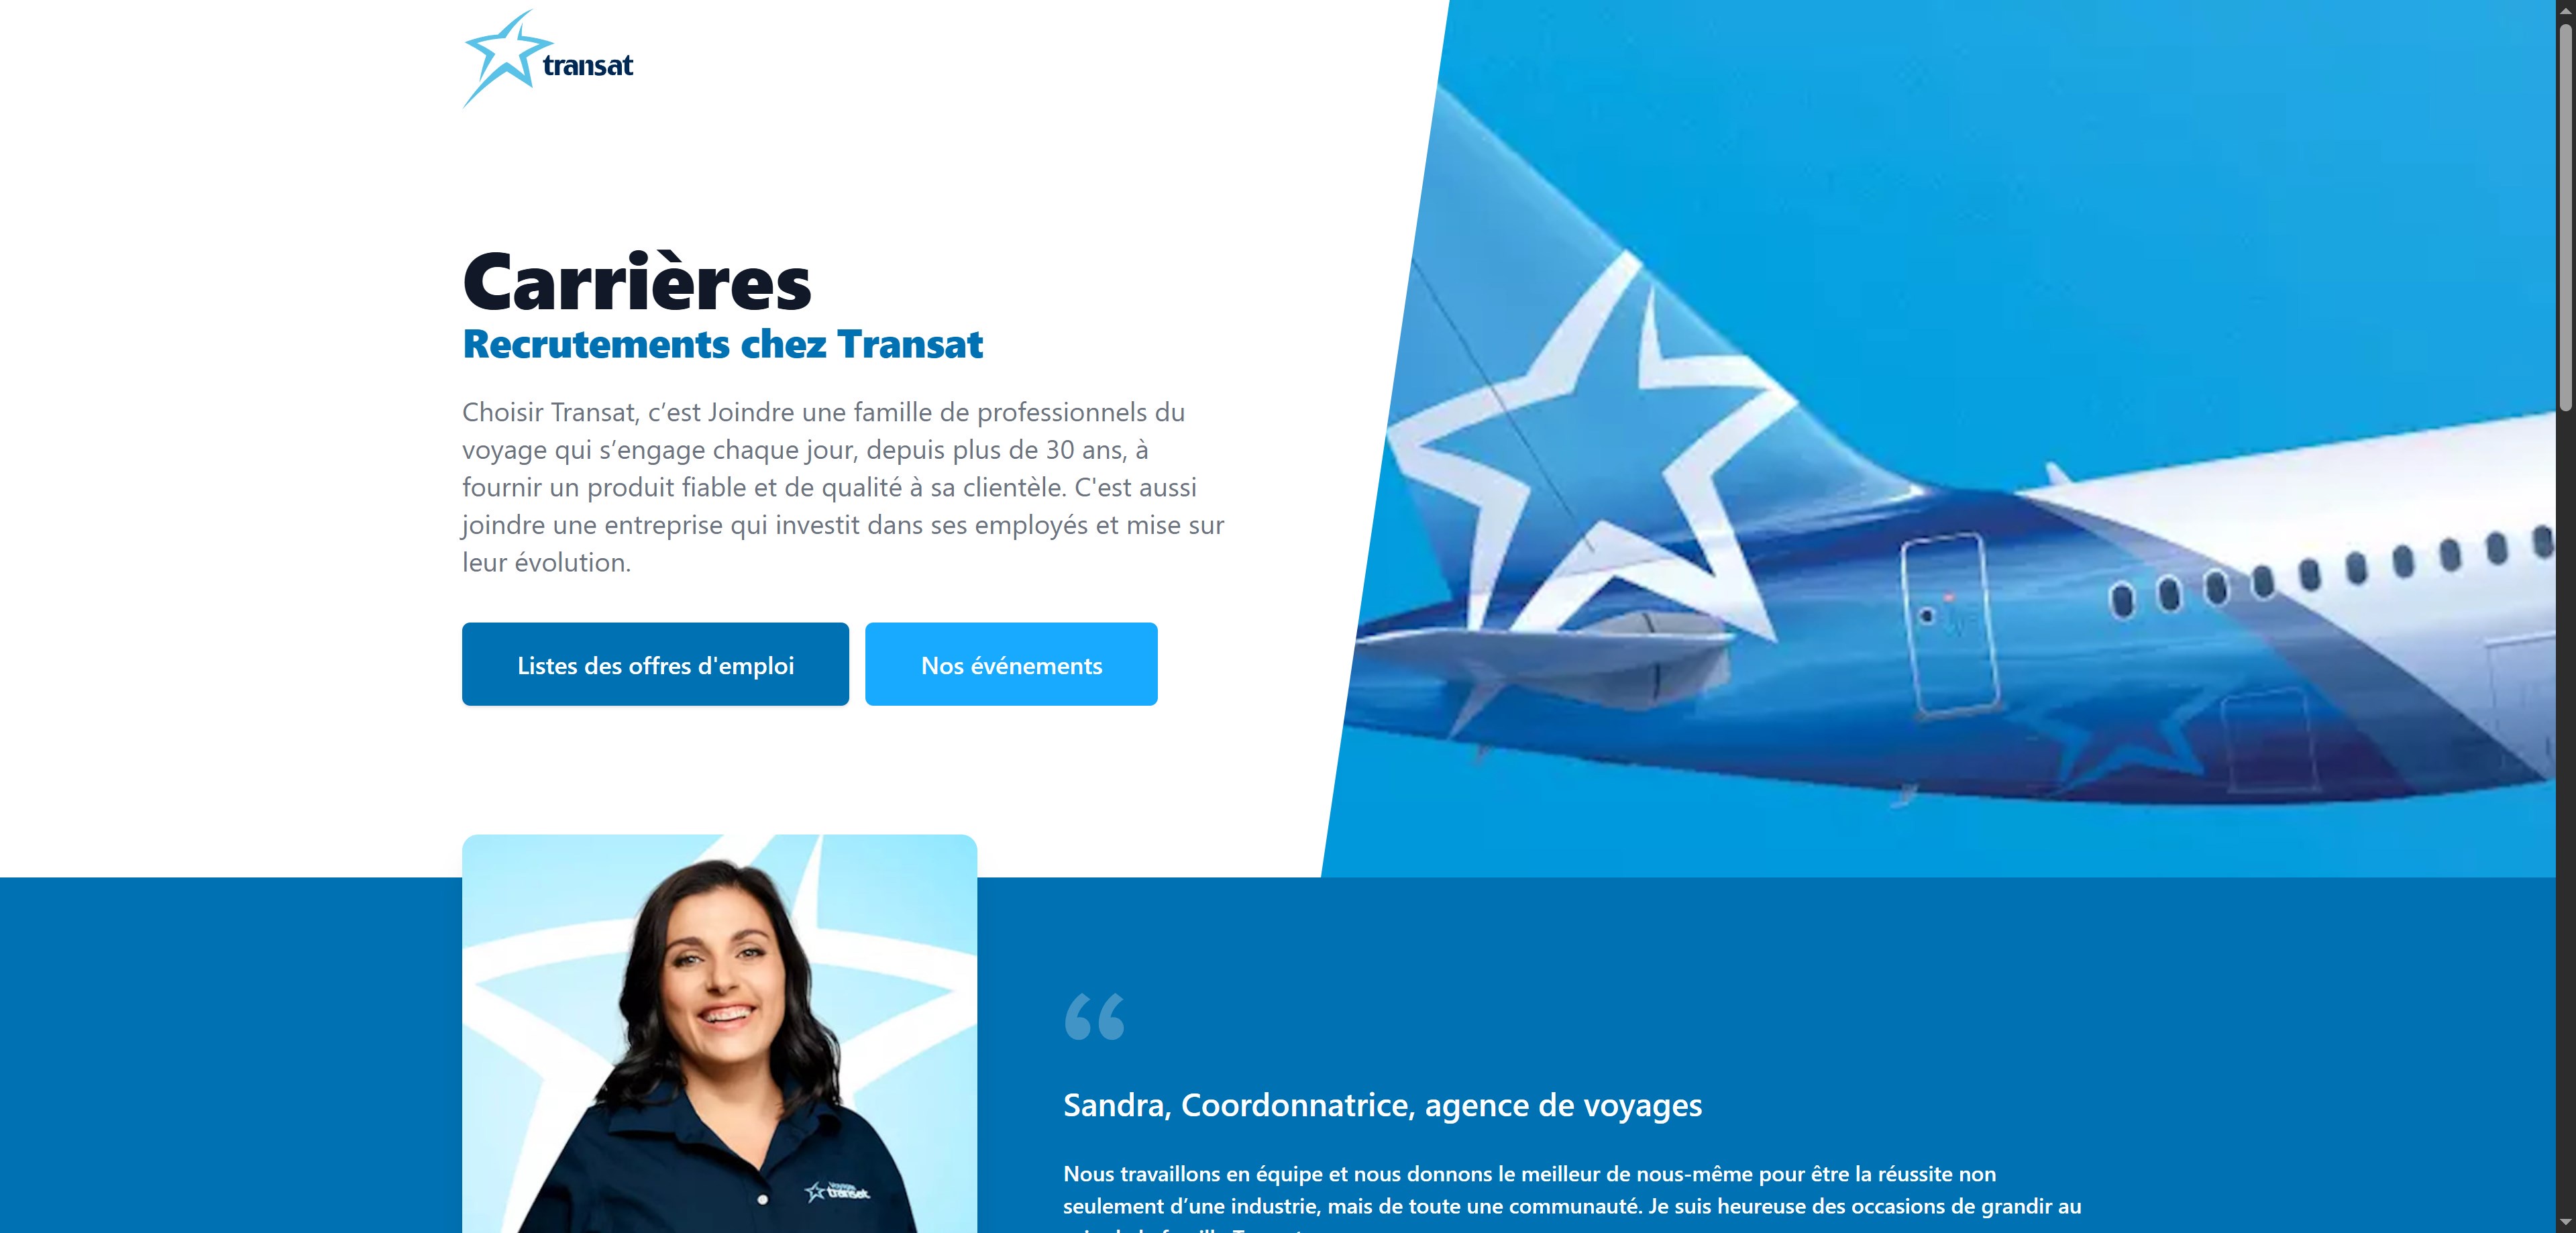 transat
Carrières
Recrutements chez Transat
Choisir Transat, c’est Joindre une famille de professionnels du
voyage qui s’engage chaque jour, depuis plus de 30 ans, à
fournir un produit fiable et de qualité à sa clientèle. C'est aussi
joindre une entreprise qui investit dans ses employés et mise sur
leur évolution.
Listes des offres d'emploi
Nos événements
“
Sandra, Coordonnatrice, agence de voyages
Nous travaillons en équipe et nous donnons le meilleur de nous-même pour être la réussite non
seulement d’une industrie, mais de toute une communauté. Je suis heureuse des occasions de grandir au
transat